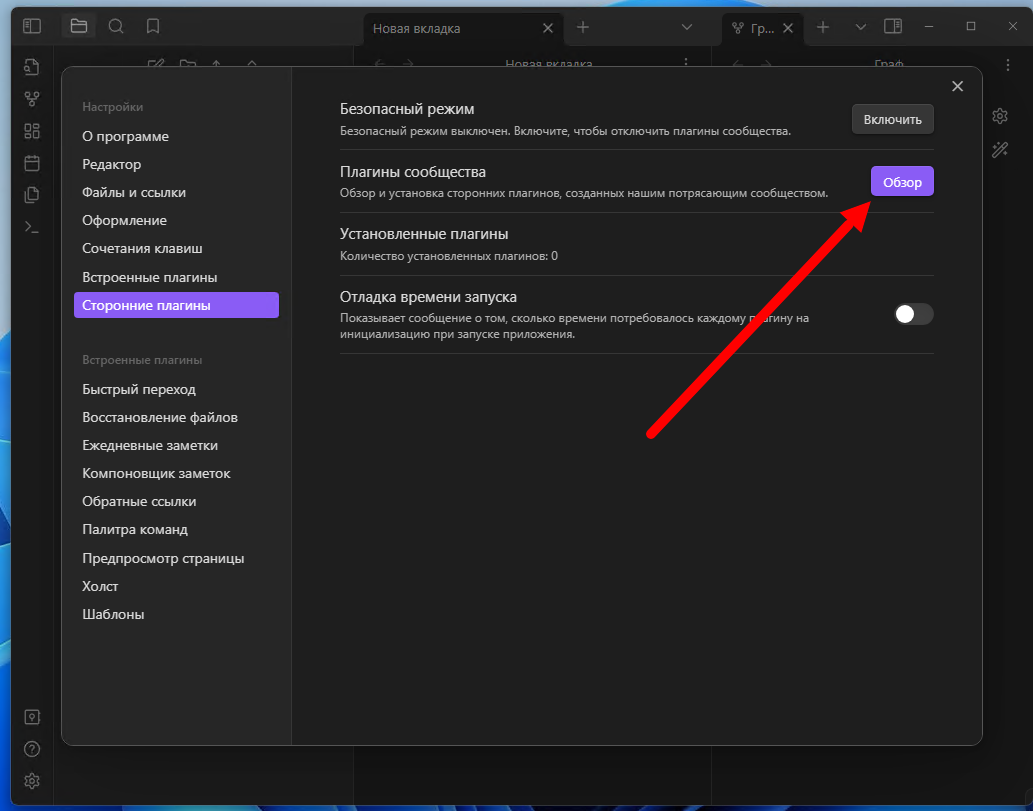 Новая вкладка
Гр...
Новая вкладка
Граф
Настройки
О программе
Редактор
Файлы и ссылки
Оформление
Сочетания клавиш
Встроенные плагины
Сторонние плагины
Встроенные плагины
Быстрый переход
Восстановление файлов
Ежедневные заметки
Компоновщик заметок
Обратные ссылки
Палитра команд
Предпросмотр страницы
Холст
Шаблоны
Безопасный режим
Безопасный режим выключен. Включите, чтобы отключить плагины сообщества.
Включить
Плагины сообщества
Обзор и установка сторонних плагинов, созданных нашим потрясающим сообществом.
Обзор
Установленные плагины
Количество установленных плагинов: 0
Отладка времени запуска
Показывает сообщение о том, сколько времени потребовалось каждому плагину на
инициализацию при запуске приложения.